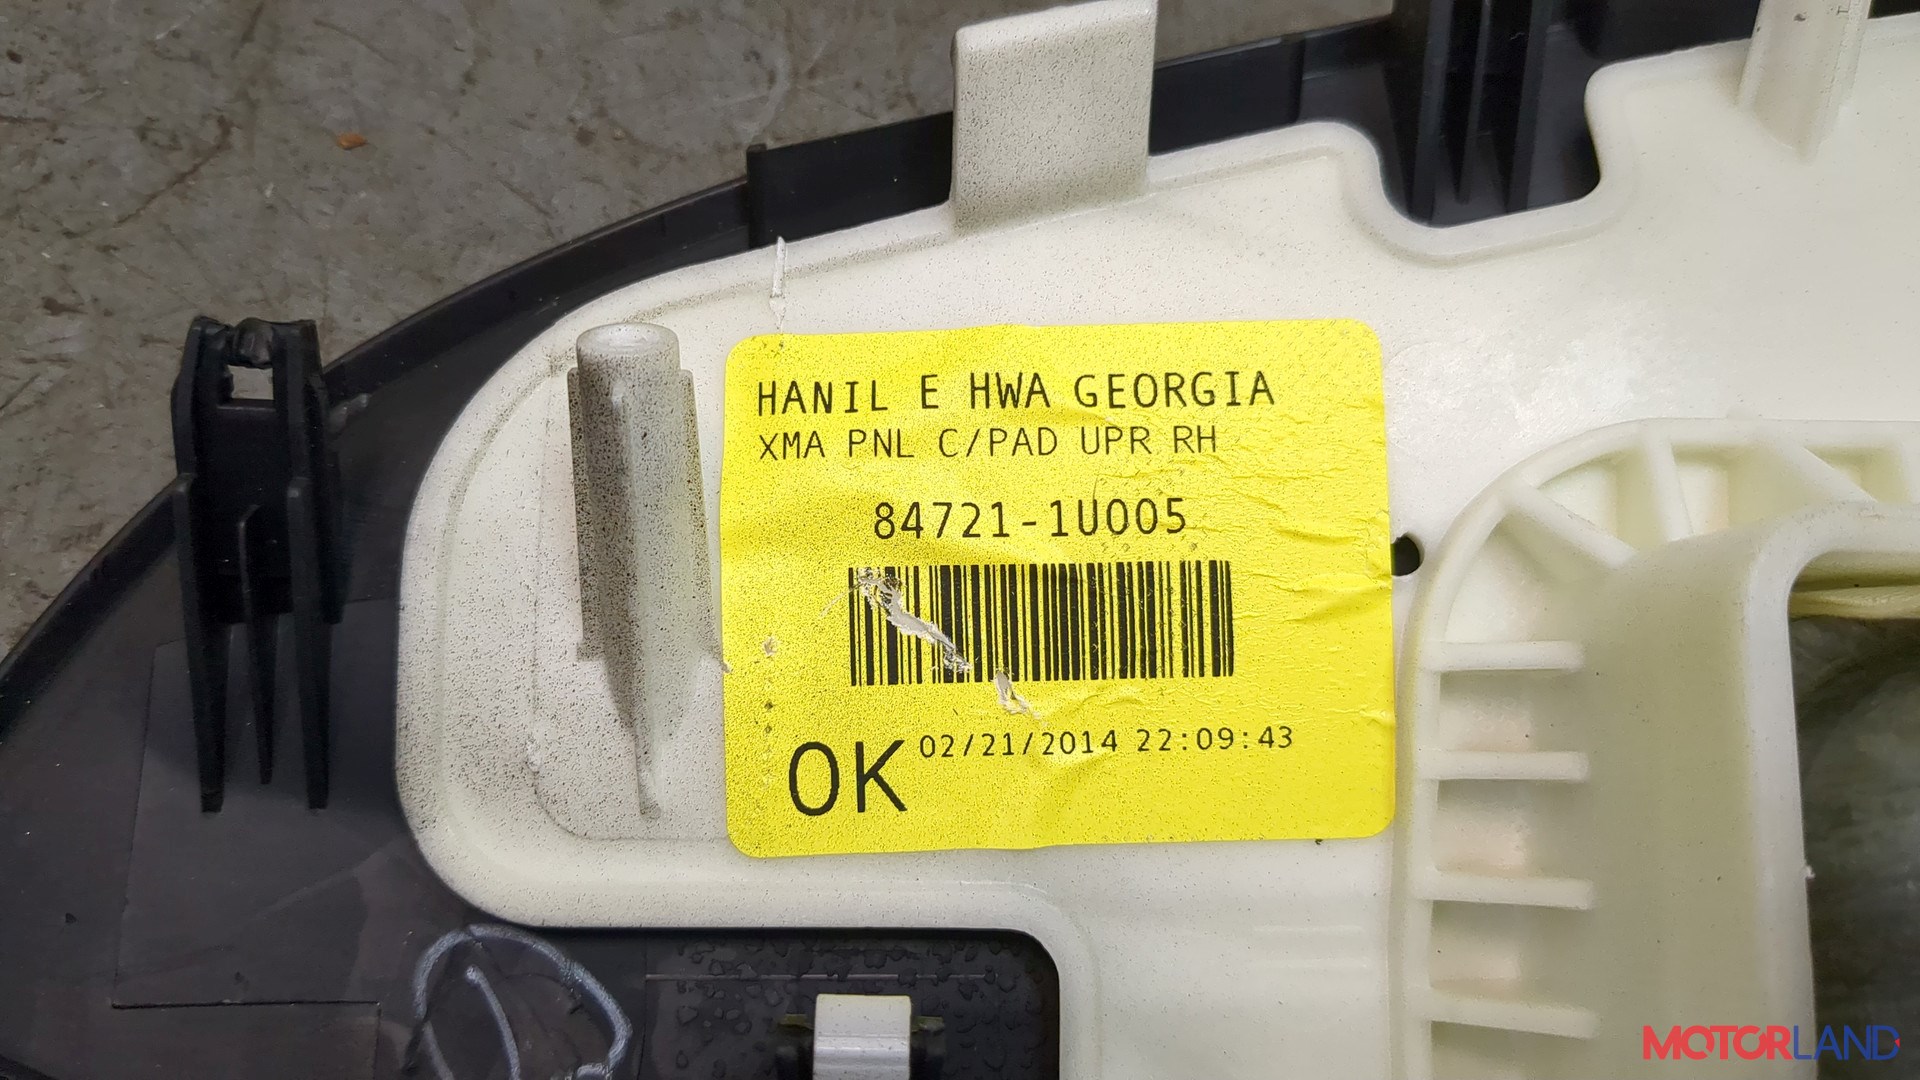 HANIL E HWA GEORGIA
XMA PNL C/PAD UPR RH
84721-1U005
OK 02/21/2014 22:09:43
MOTORLAND